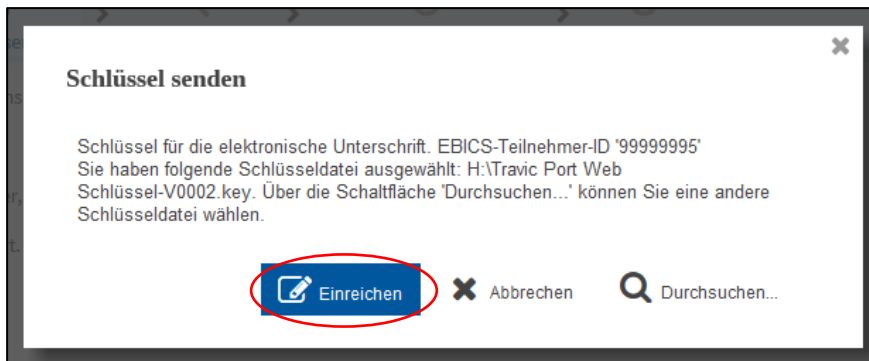 Schlüssel senden
Schlüssel für die elektronische Unterschrift. EBICS-Teilnehmer-ID '99999995'
Sie haben folgende Schlüsseldatei ausgewählt: H:\Travic Port Web
Schlüssel-V0002.key. Über die Schaltfläche 'Durchsuchen...' können Sie eine andere
Schlüsseldatei wählen.
Einreichen Abbrechen Durchsuchen...